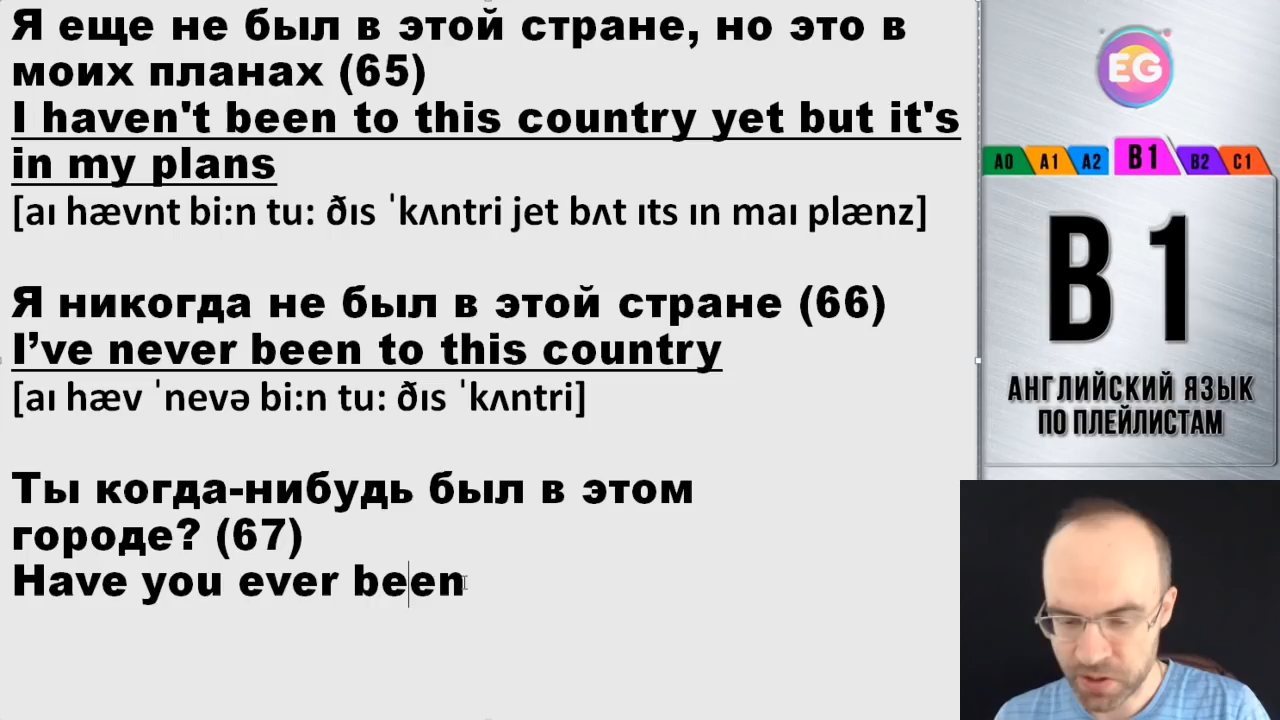 Я еще не был в этой стране, но это в
моих планах (65)
I haven't been to this country yet but it's
in my plans
[aɪ hævnt bi:n tu: ðɪs ˈkʌntri jet bʌt ɪts ɪn maɪ plænz]
Я никогда не был в этой стране (66)
I’ve never been to this country
[aɪ hæv ˈnevə bi:n tu: ðɪs ˈkʌntri]
Ты когда-нибудь был в этом
городе? (67)
Have you ever been
EG
A0 A1 A2 B1 B2 C1
B1
АНГЛИЙСКИЙ ЯЗЫК
ПО ПЛЕЙЛИСТАМ